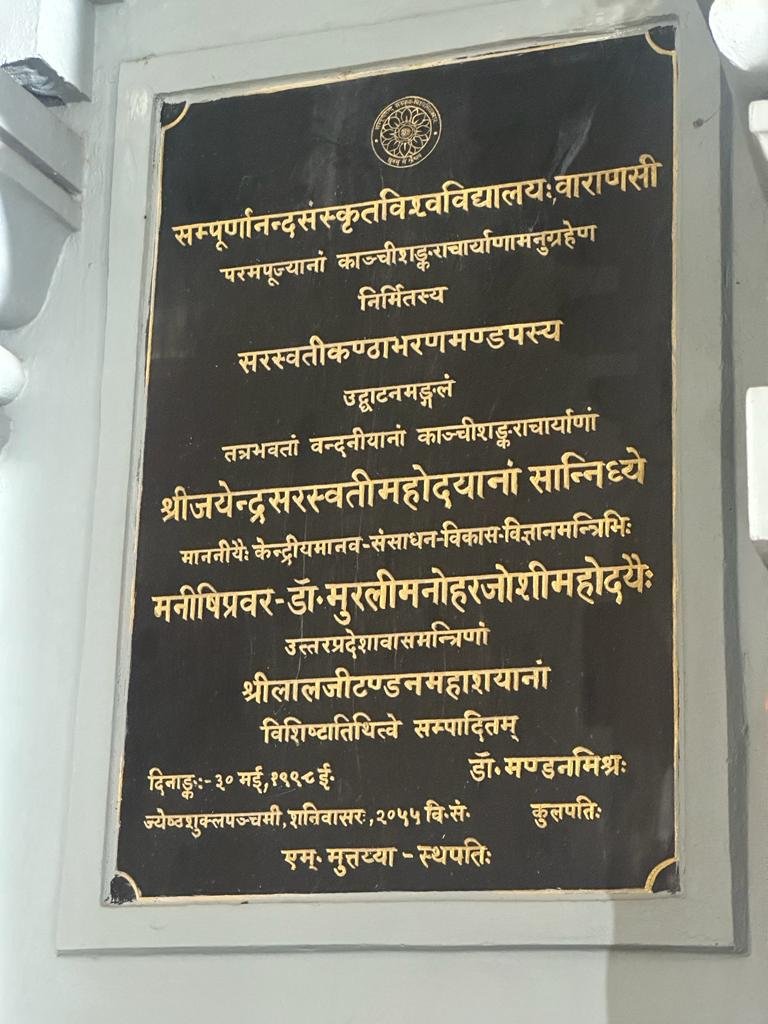 सम्पूर्णानन्दसंस्कृतविश्वविद्यालयः,वाराणसी
परमपूज्यानां काञ्चीशङ्कराचार्याणामनुग्रहेण
निर्मितस्य
सरस्वतीकण्ठाभरणमण्डपस्य
उद्घाटनमङ्गलं
तत्रभवतां वन्दनीयानां काञ्चीशङ्कराचार्याणां
श्रीजयेन्द्रसरस्वतीमहोदयानां सान्निध्ये
माननीयैः केन्द्रीयमानव-संसाधन-विकास-विज्ञानमन्त्रिभिः
मनीषिप्रवर-डॉ॰मुरलीमनोहरजोशीमहोदयैः
उत्तरप्रदेशावासमन्त्रिणां
श्रीलालजीटण्डनमहाशयानां
विशिष्टातिथित्वे सम्पादितम्
दिनाङ्कः-३० मई,१९९८ ई॰
डॉ॰मण्डनमिश्रः
ज्येष्ठशुक्लपञ्चमी,शनिवासरः,२०५५ वि॰सं॰
कुलपतिः
एम्॰ मुत्तय्या - स्थपतिः